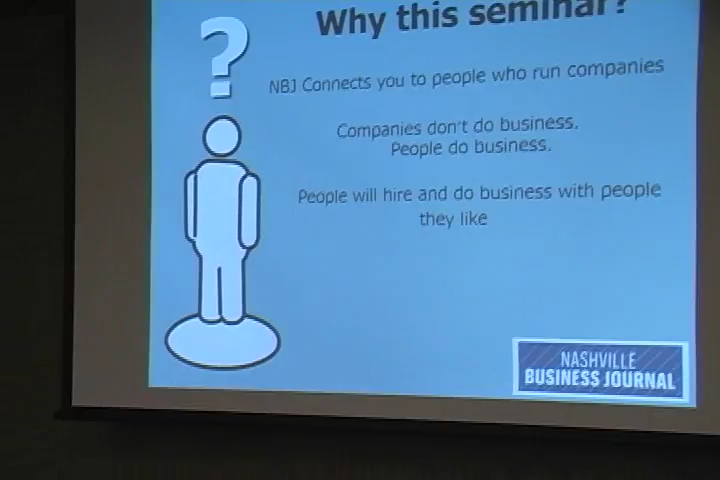 ?
Why this seminar?
NBJ Connects you to people who run companies
Companies don't do business.
People do business.
People will hire and do business with people
they like
NASHVILLE
BUSINESS JOURNAL